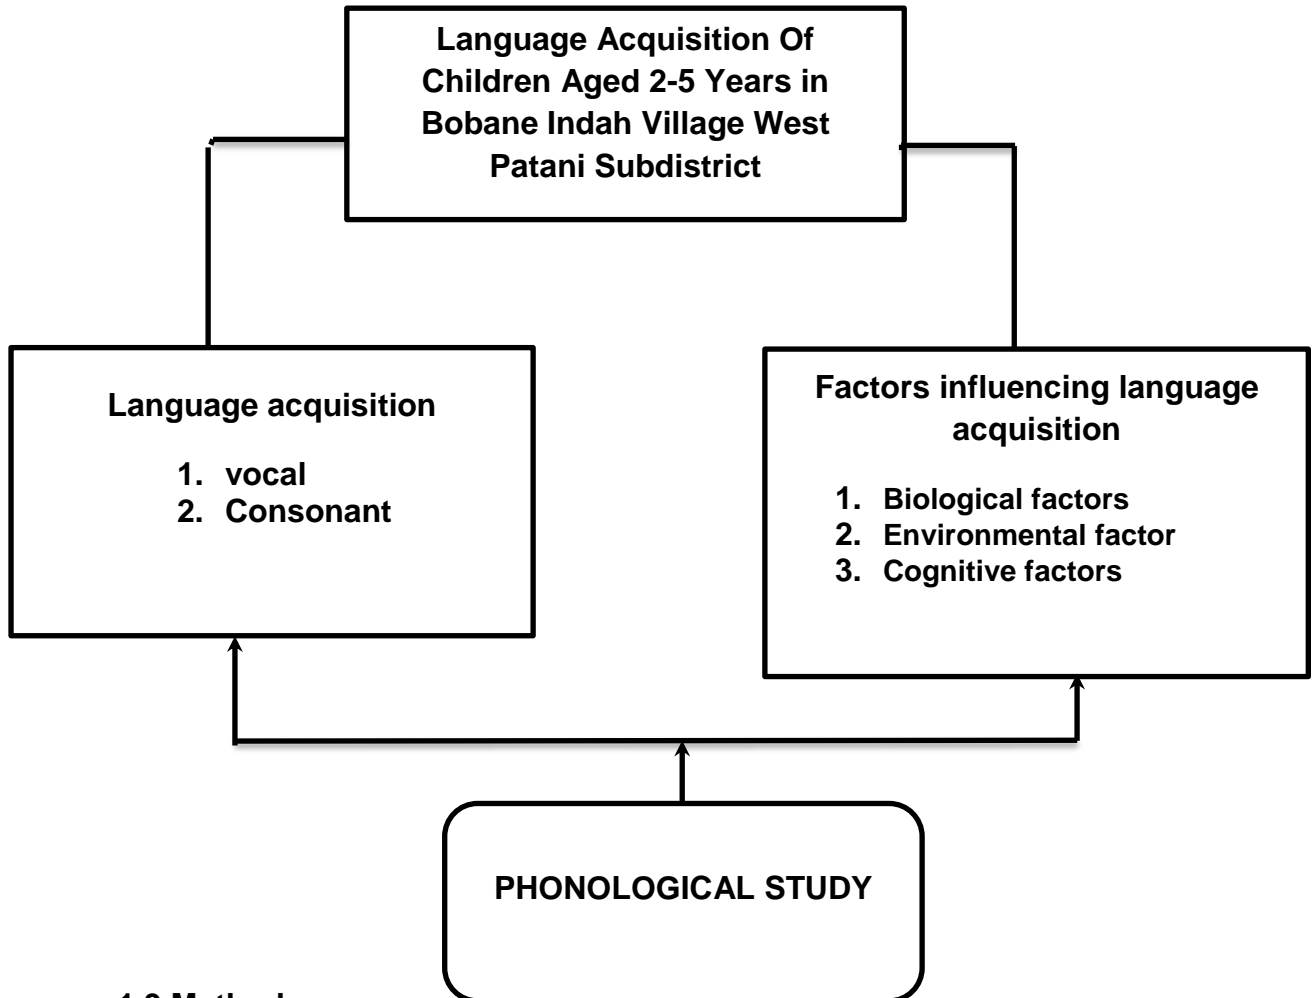 Language Acquisition Of
Children Aged 2-5 Years in
Bobane Indah Village West
Patani Subdistrict
Language acquisition
1. vocal
2. Consonant
Factors influencing language
acquisition
1. Biological factors
2. Environmental factor
3. Cognitive factors
PHONOLOGICAL STUDY